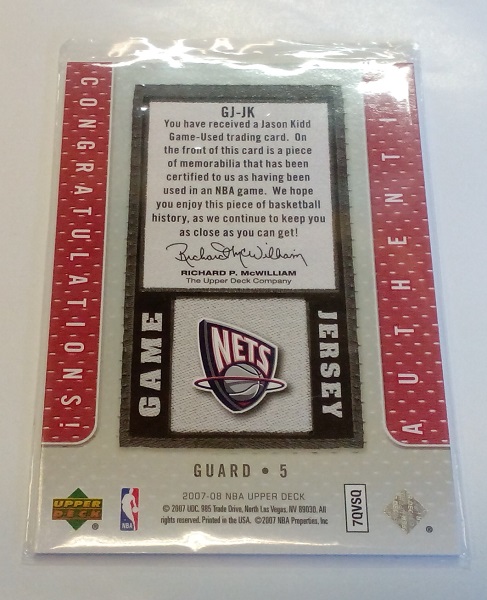 CONGRATULATIONS!
GJ-JK
You have received a Jason Kidd
Game-Used trading card. On
the front of this card is a piece
of memorabilia that has been
certified to us as having been
used in an NBA game. We hope
you enjoy this piece of basketball
history, as we continue to keep you
as close as you can get!
Richard P. McWilliam
RICHARD P. McWILLIAM
The Upper Deck Company
GAME
NETS
JERSEY
AUTHENTI
GUARD • 5
2007-08 NBA UPPER DECK
© 2007 UDC, 985 Trade Drive, North Las Vegas, NV 89030. All
rights reserved. Printed in the USA. ©2007 NBA Properties, Inc
UPPER
DECK
®
NBA
7QVSQ
®